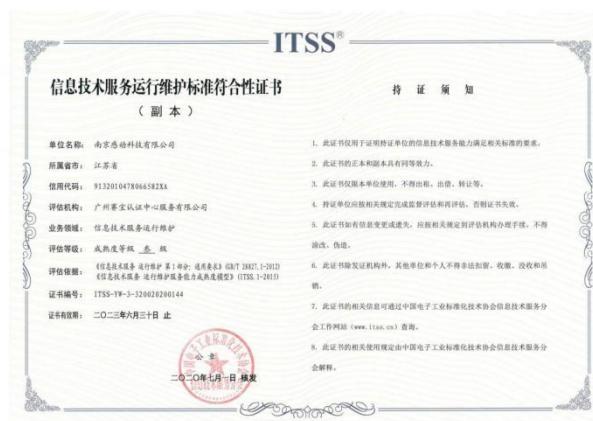 ITSS®
信息技术服务运行维护标准符合性证书
（副本）
单位名称： 南京感动科技有限公司
所属省市： 江苏省
信用代码： 9132010478066582XA
评估机构： 广州赛宝认证中心服务有限公司
业务领域： 信息技术服务运行维护
评估等级： 成熟度等级 叁 级
评估依据： 《信息技术服务 运行维护 第1部分：通用要求》（GB/T 28827.1-2012）
《信息技术服务 运行维护服务能力成熟度模型》（ITSS.1-2015）
证书编号： ITSS-YW-3-320020200144
证书有效期： 二〇二三年六月三十日 止
公章
二〇二〇年七月一日 核发
持证须知
1. 此证书仅用于证明持证单位的信息技术服务能力满足相关标准的要求。
2. 此证书的正本和副本具有同等效力。
3. 此证书仅限本单位使用，不得出租、出借、转让等。
4. 持证单位应按相关规定完成监督评估和再评估，否则证书失效。
5. 此证书如有信息变更或遗失，应按相关规定到评估机构办理手续，不得
涂改、伪造。
6. 此证书除发证机构外，其他单位和个人不得非法扣留、收缴、没收和吊
销。
7. 此证书的相关信息可通过中国电子工业标准化技术协会信息技术服务分
会工作网站（www.itss.cn）查询。
8. 此证书的相关使用规定由中国电子工业标准化技术协会信息技术服务分
会解释。